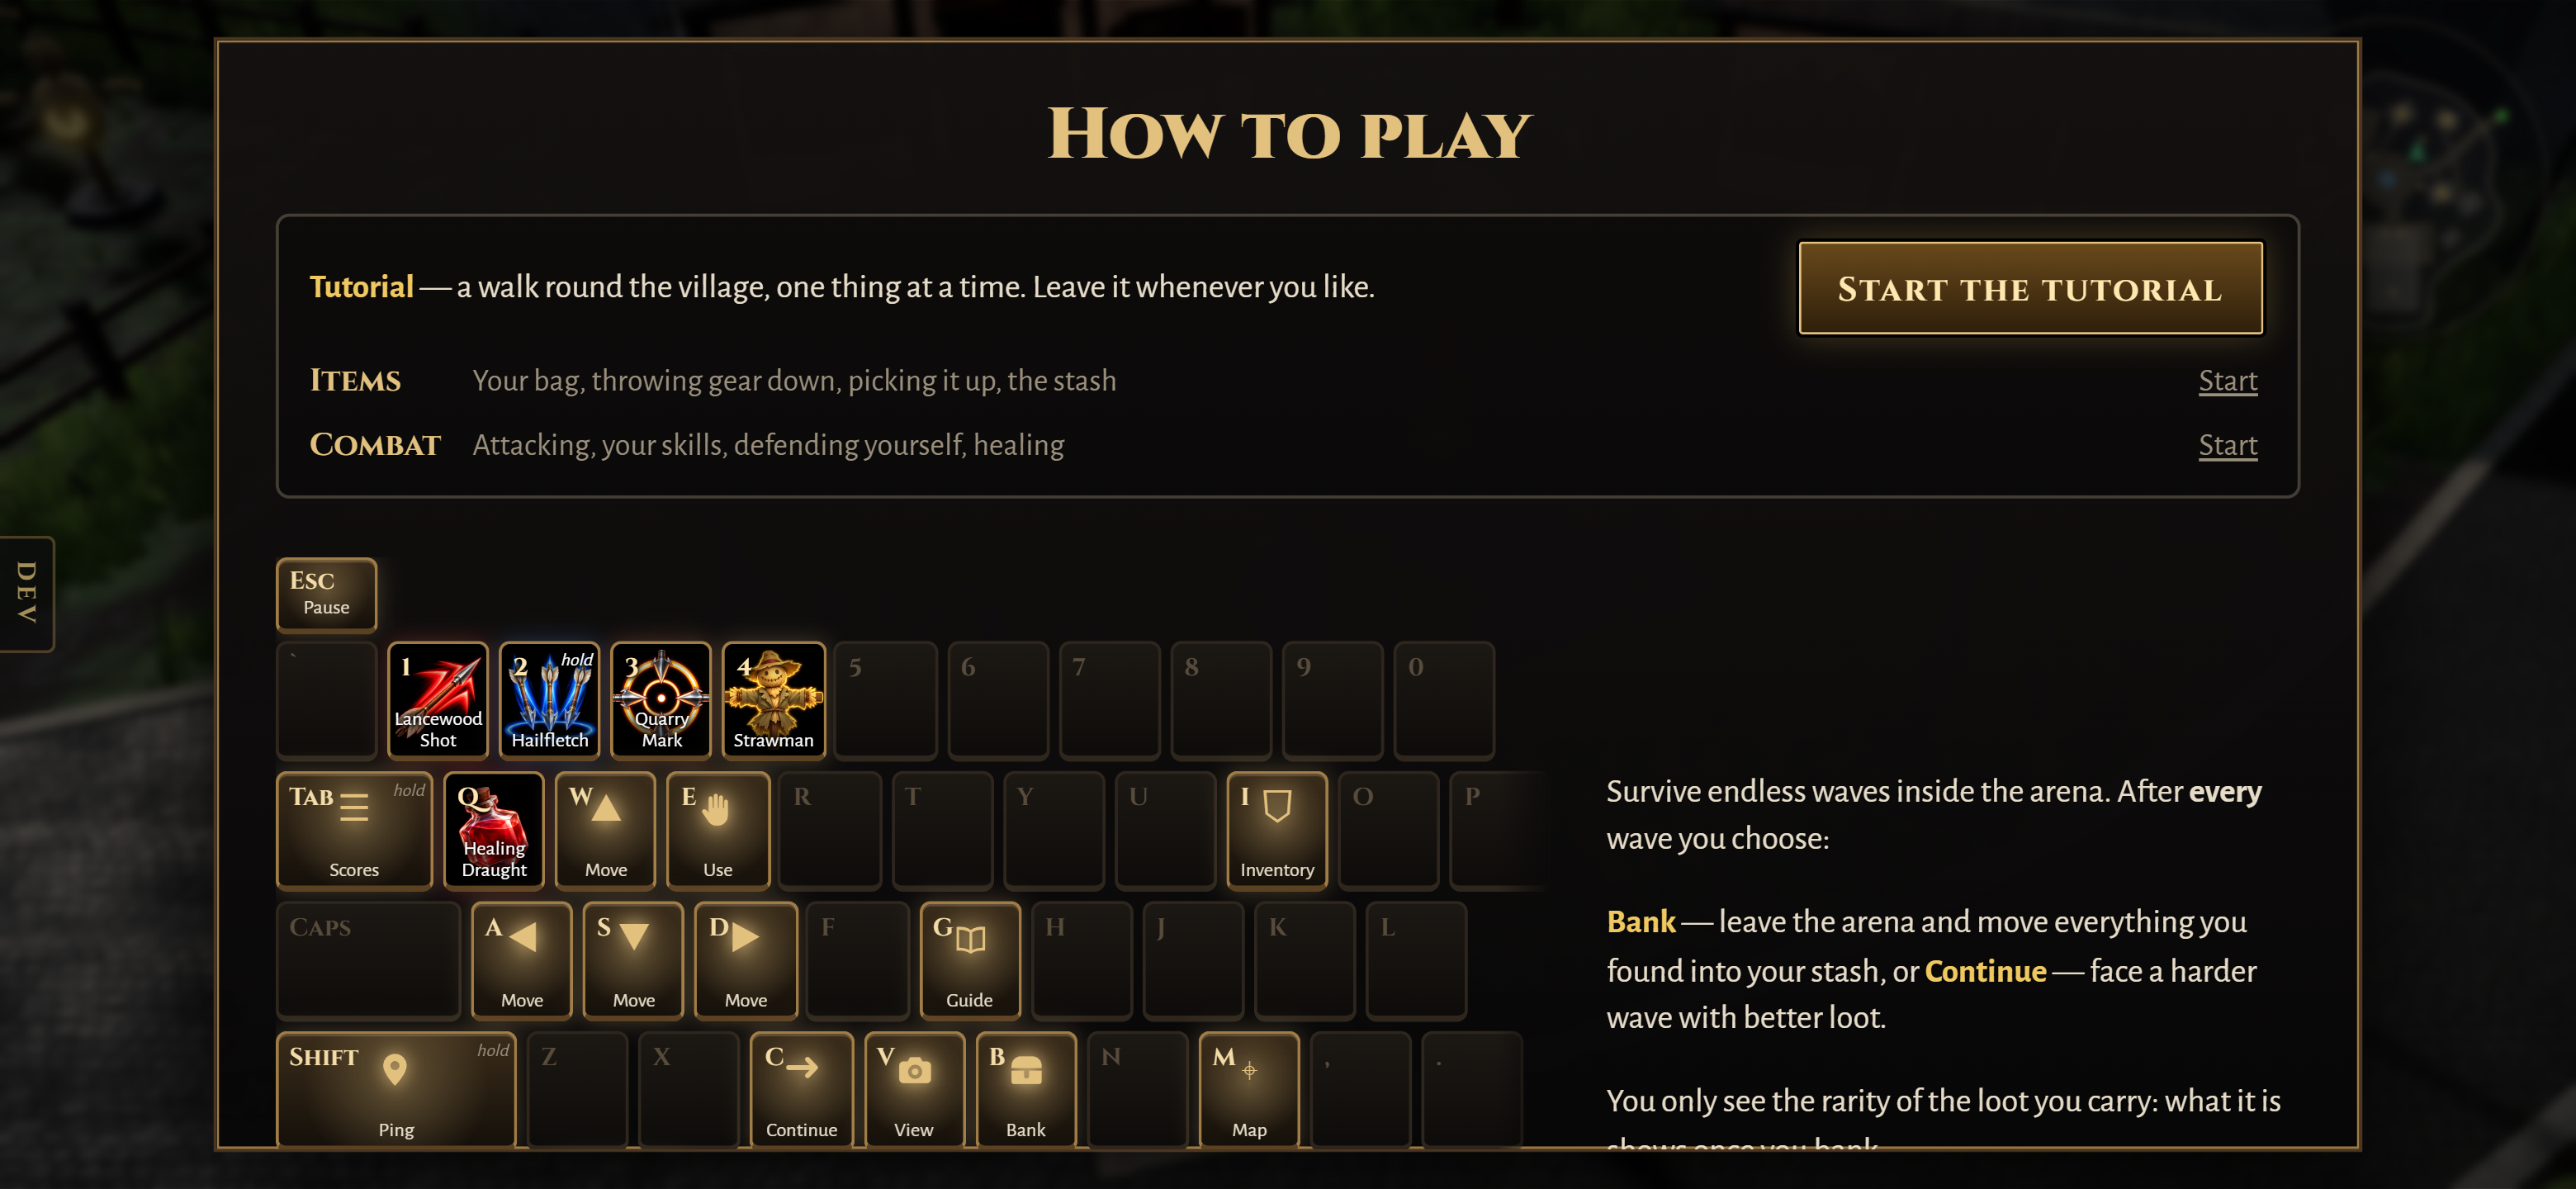 How to play
Tutorial — a walk round the village, one thing at a time. Leave it whenever you like.
Start the tutorial
Items Your bag, throwing gear down, picking it up, the stash Start
Combat Attacking, your skills, defending yourself, healing Start
DEV
Esc
Pause
`
1 Lancewood Shot
2 hold Hailfletch
3 Quarry Mark
4 Strawman
5
6
7
8
9
0
Tab hold Scores
Q Healing Draught
W Move
E Use
R
T
Y
U
I Inventory
O
P
Caps
A Move
S Move
D Move
F
G Guide
H
J
K
L
Shift hold Ping
Z
X
C Continue
V View
B Bank
N
M Map
,
.
Survive endless waves inside the arena. After every
wave you choose:
Bank — leave the arena and move everything you
found into your stash, or Continue — face a harder
wave with better loot.
You only see the rarity of the loot you carry: what it is
shows once you bank